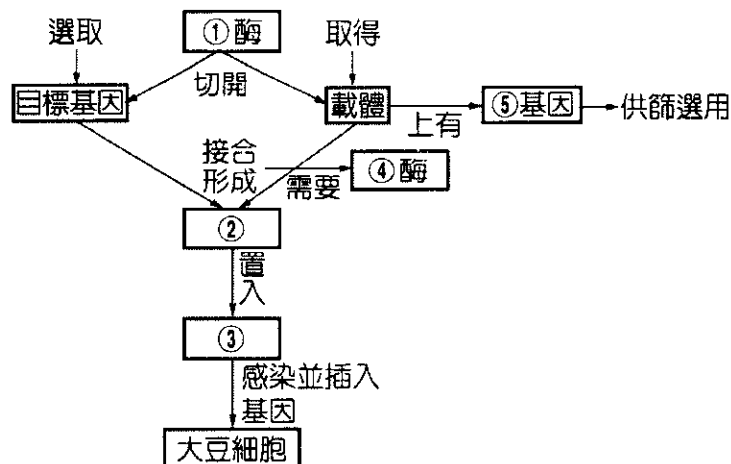 選取
①酶
取得
目標基因
切開
載體
上有
⑤基因
供篩選用
接合
形成
需要
④酶
②
置
入
③
感染並插入
基因
大豆細胞